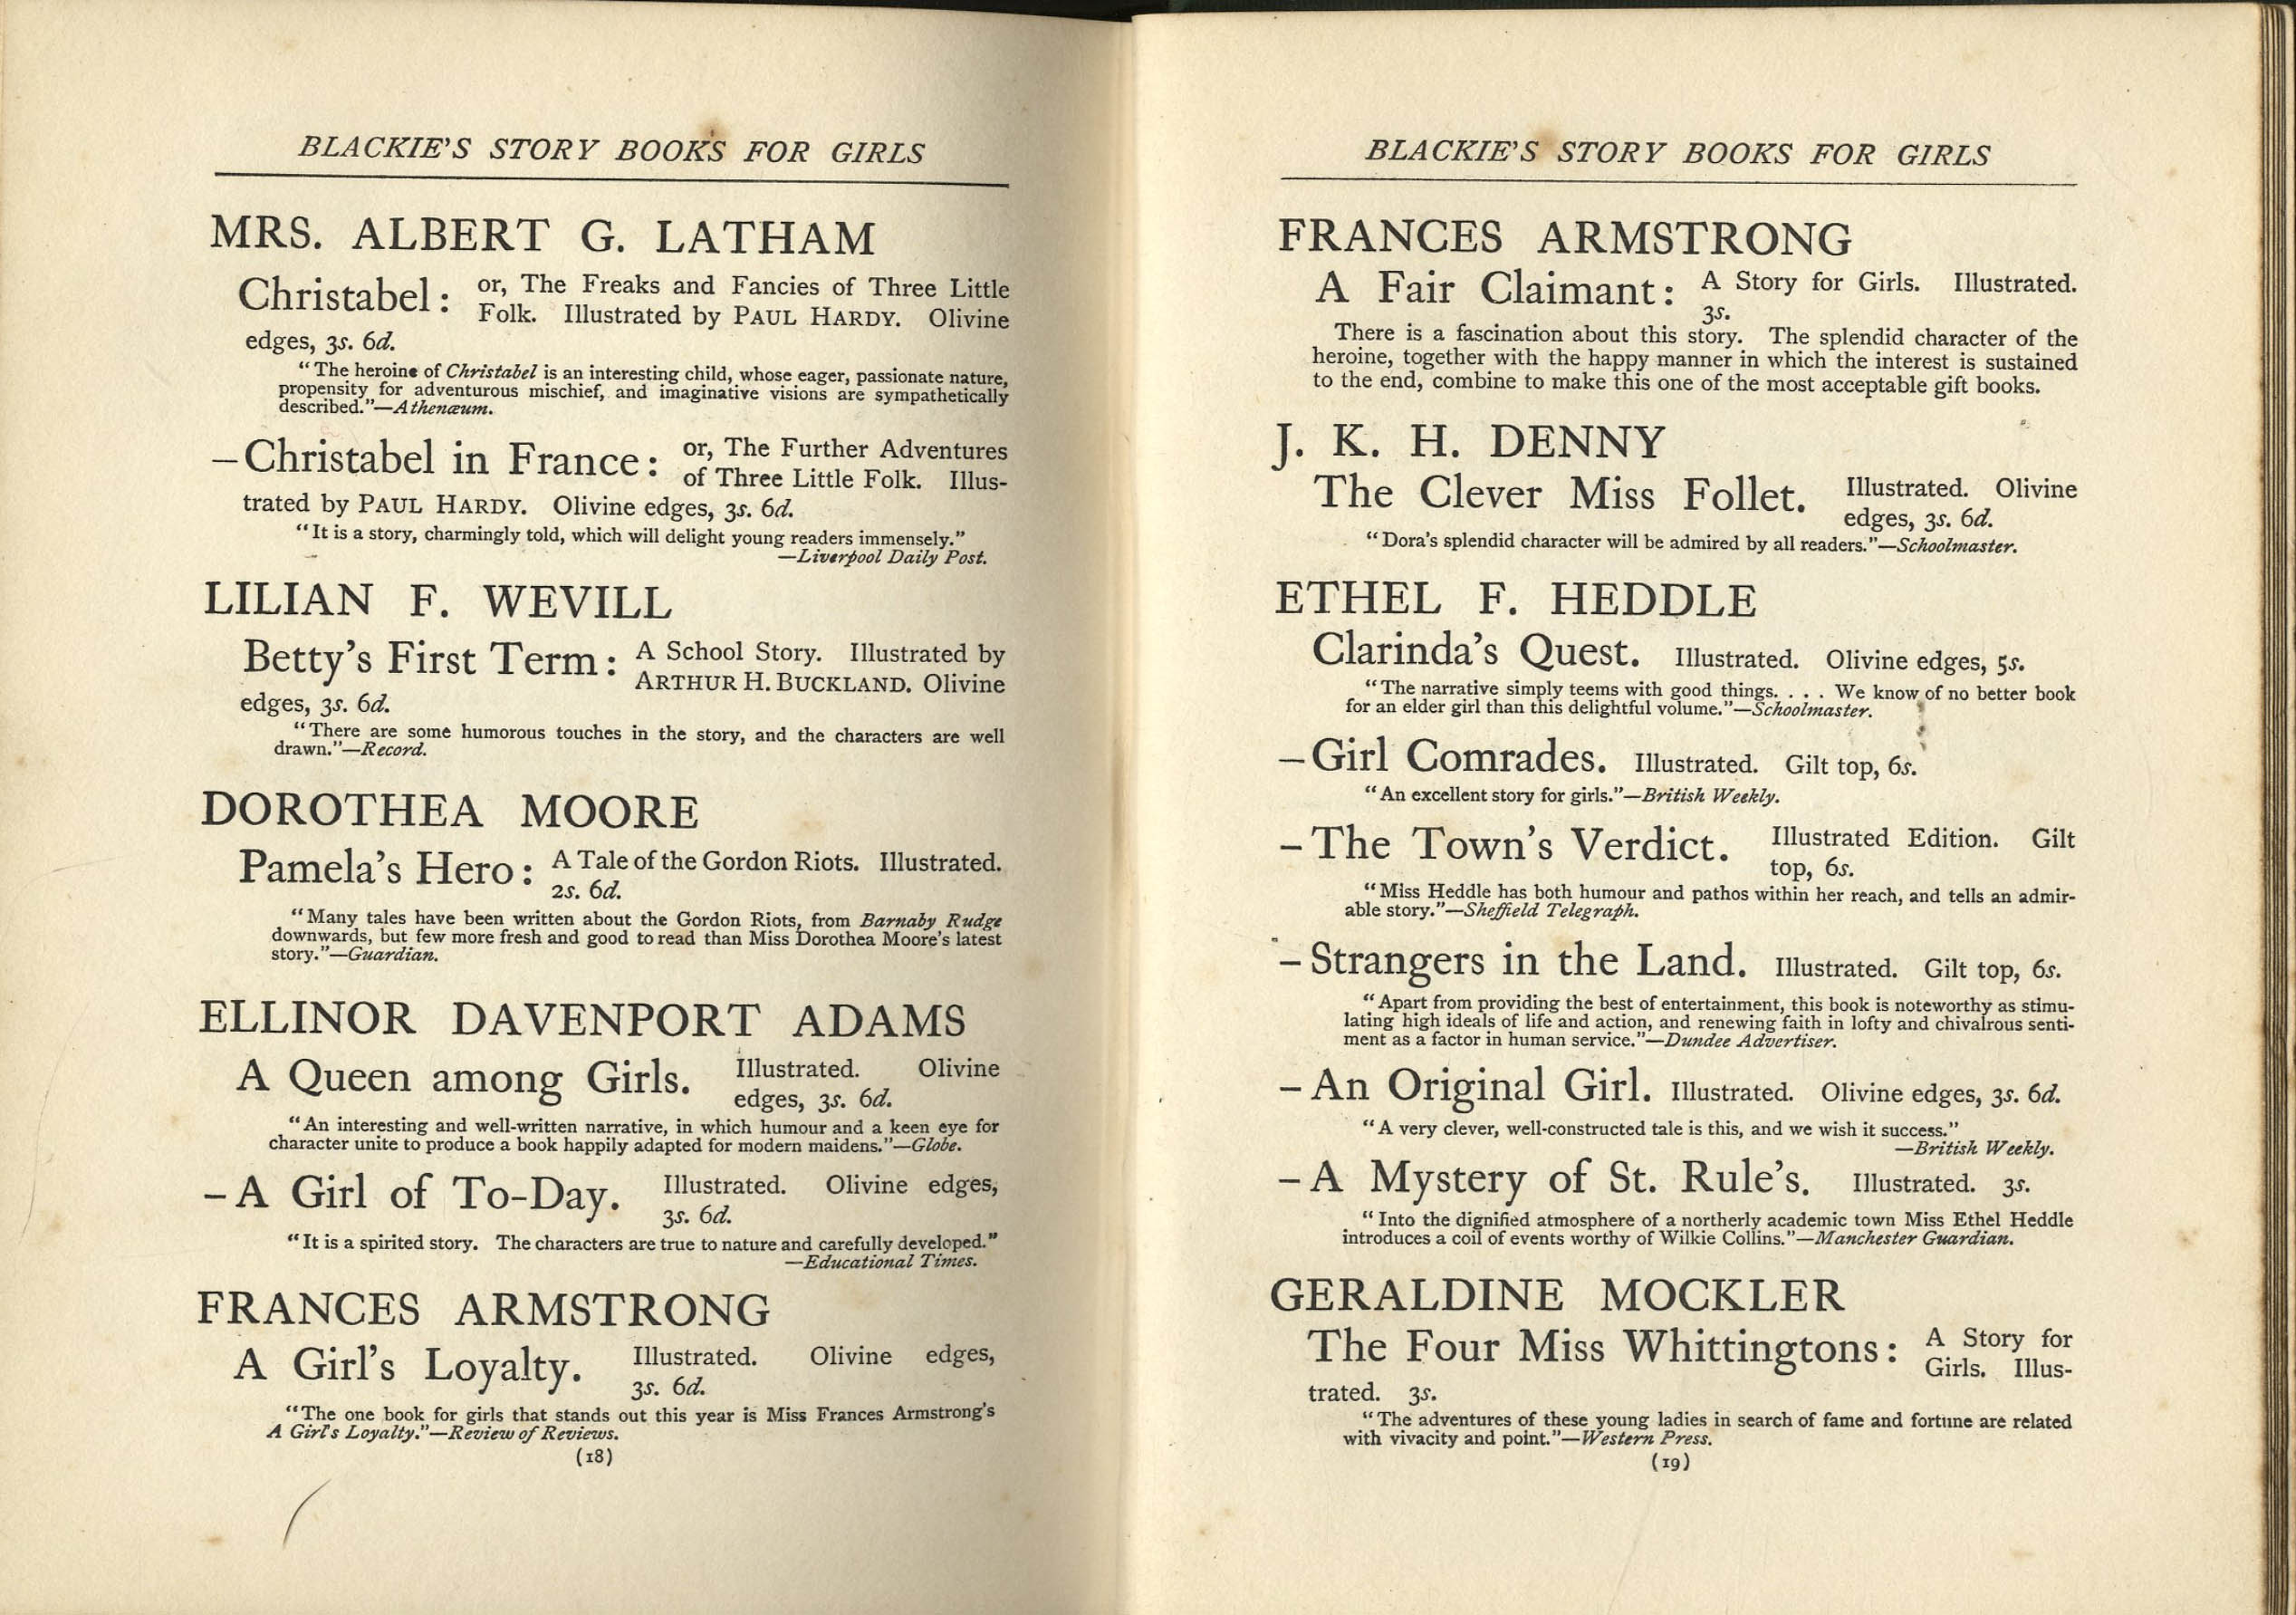 BLACKIE'S STORY BOOKS FOR GIRLS
MRS. ALBERT G. LATHAM
Christabel: or, The Freaks and Fancies of Three Little
Folk. Illustrated by PAUL HARDY. Olivine
edges, 3s. 6d.
"The heroine of Christabel is an interesting child, whose eager, passionate nature,
propensity for adventurous mischief, and imaginative visions are sympathetically
described."—Athenæum.
—Christabel in France: or, The Further Adventures
of Three Little Folk. Illus-
trated by PAUL HARDY. Olivine edges, 3s. 6d.
"It is a story, charmingly told, which will delight young readers immensely."
—Liverpool Daily Post.
LILIAN F. WEVILL
Betty's First Term: A School Story. Illustrated by
ARTHUR H. BUCKLAND. Olivine
edges, 3s. 6d.
"There are some humorous touches in the story, and the characters are well
drawn."—Record.
DOROTHEA MOORE
Pamela's Hero: A Tale of the Gordon Riots. Illustrated.
2s. 6d.
"Many tales have been written about the Gordon Riots, from Barnaby Rudge
downwards, but few more fresh and good to read than Miss Dorothea Moore's latest
story."—Guardian.
ELLINOR DAVENPORT ADAMS
A Queen among Girls. Illustrated. Olivine
edges, 3s. 6d.
"An interesting and well-written narrative, in which humour and a keen eye for
character unite to produce a book happily adapted for modern maidens."—Globe.
—A Girl of To-Day. Illustrated. Olivine edges,
3s. 6d.
"It is a spirited story. The characters are true to nature and carefully developed."
—Educational Times.
FRANCES ARMSTRONG
A Girl's Loyalty. Illustrated. Olivine edges,
3s. 6d.
"The one book for girls that stands out this year is Miss Frances Armstrong's
A Girl's Loyalty."—Review of Reviews.
(18)
BLACKIE'S STORY BOOKS FOR GIRLS
FRANCES ARMSTRONG
A Fair Claimant: A Story for Girls. Illustrated.
3s.
There is a fascination about this story. The splendid character of the
heroine, together with the happy manner in which the interest is sustained
to the end, combine to make this one of the most acceptable gift books.
J. K. H. DENNY
The Clever Miss Follet. Illustrated. Olivine
edges, 3s. 6d.
"Dora's splendid character will be admired by all readers."—Schoolmaster.
ETHEL F. HEDDLE
Clarinda's Quest. Illustrated. Olivine edges, 5s.
"The narrative simply teems with good things. . . . We know of no better book
for an elder girl than this delightful volume."—Schoolmaster.
—Girl Comrades. Illustrated. Gilt top, 6s.
"An excellent story for girls."—British Weekly.
—The Town's Verdict. Illustrated Edition. Gilt
top, 6s.
"Miss Heddle has both humour and pathos within her reach, and tells an admir-
able story."—Sheffield Telegraph.
—Strangers in the Land. Illustrated. Gilt top, 6s.
"Apart from providing the best of entertainment, this book is noteworthy as stimu-
lating high ideals of life and action, and renewing faith in lofty and chivalrous senti-
ment as a factor in human service."—Dundee Advertiser.
—An Original Girl. Illustrated. Olivine edges, 3s. 6d.
"A very clever, well-constructed tale is this, and we wish it success."
—British Weekly.
—A Mystery of St. Rule's. Illustrated. 3s.
"Into the dignified atmosphere of a northerly academic town Miss Ethel Heddle
introduces a coil of events worthy of Wilkie Collins."—Manchester Guardian.
GERALDINE MOCKLER
The Four Miss Whittingtons: A Story for
Girls. Illus-
trated. 3s.
"The adventures of these young ladies in search of fame and fortune are related
with vivacity and point."—Western Press.
(19)